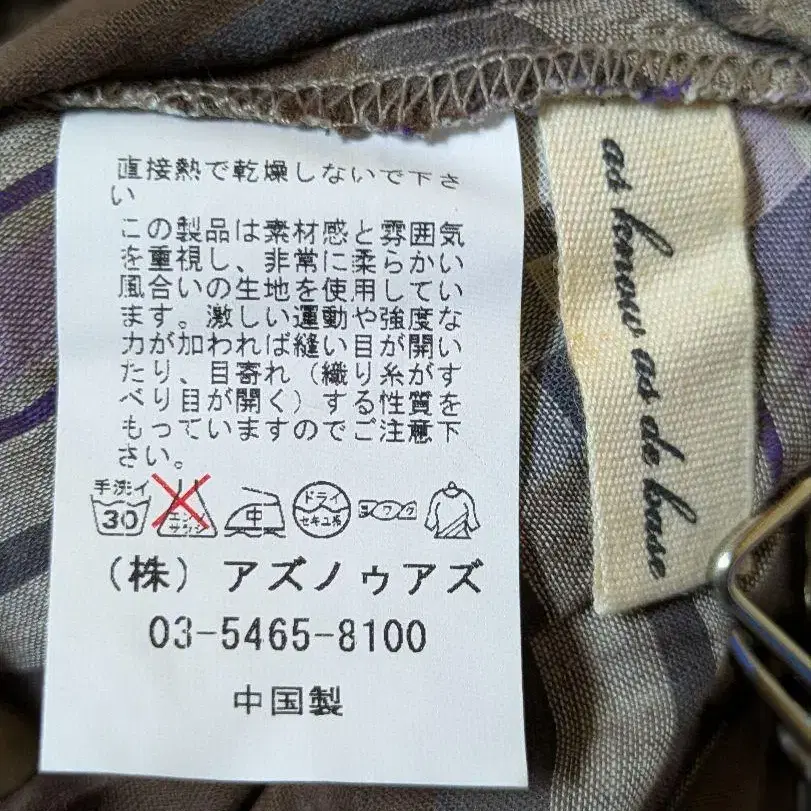 直接熱で乾燥しないで下さ
い
この製品は素材感と雰囲気
を重視し、非常に柔らかい
風合いの生地を使用してい
ます。激しい運動や強度な
力が加われば縫い目が開い
たり、目寄れ（織り糸がす
べり目が開く）する性質を
もっていますのでご注意下
さい。
手洗イ
30
エンソ
サラシ
中
ドライ
セキユ系
ヨワク
（株）アズノゥアズ
03-5465-8100
中国製
as know as de base